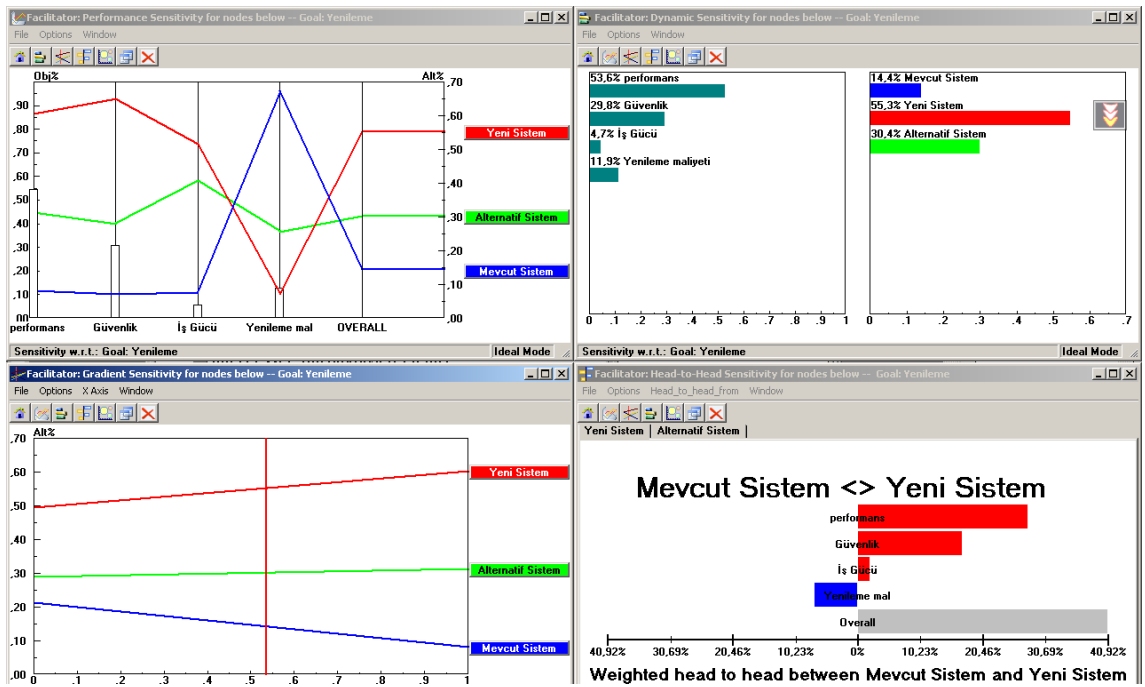 Facilitator: Performance Sensitivity for nodes below -- Goal: Yenileme
File Options Window
Obj%
Alt%
,90
,80
,70
,60
,50
,40
,30
,20
,10
,00
,70
,60
,50
,40
,30
,20
,10
,00
Yeni Sistem
Alternatif Sistem
Mevcut Sistem
performans Güvenlik İş Gücü Yenileme mal OVERALL
Sensitivity w.r.t.: Goal: Yenileme Ideal Mode
Facilitator: Dynamic Sensitivity for nodes below -- Goal: Yenileme
File Options Window
53,6% performans
29,8% Güvenlik
4,7% İş Gücü
11,9% Yenileme maliyeti
0 .1 .2 .3 .4 .5 .6 .7 .8 .9 1
14,4% Mevcut Sistem
55,3% Yeni Sistem
30,4% Alternatif Sistem
0 .1 .2 .3 .4 .5 .6 .7
Sensitivity w.r.t.: Goal: Yenileme Ideal Mode
Facilitator: Gradient Sensitivity for nodes below -- Goal: Yenileme
File Options X Axis Window
Alt%
,70
,60
,50
,40
,30
,20
,10
,00
Yeni Sistem
Alternatif Sistem
Mevcut Sistem
0 .1 .2 .3 .4 .5 .6 .7 .8 .9 1
Facilitator: Head-to-Head Sensitivity for nodes below -- Goal: Yenileme
File Options Head_to_head_from Window
Yeni Sistem | Alternatif Sistem |
Mevcut Sistem <> Yeni Sistem
performans
Güvenlik
İş Gücü
Yenileme mal
Overall
40,92% 30,69% 20,46% 10,23% 0% 10,23% 20,46% 30,69% 40,92%
Weighted head to head between Mevcut Sistem and Yeni Sistem